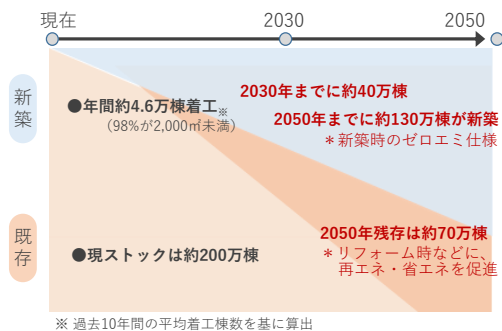 現在 2030 2050
新築
●年間約4.6万棟着工※
（98%が2,000㎡未満）
2030年までに約40万棟
2050年までに約130万棟が新築
＊新築時のゼロエミ仕様
既存
●現ストックは約200万棟
2050年残存は約70万棟
＊リフォーム時などに、
再エネ・省エネを促進
※ 過去10年間の平均着工棟数を基に算出